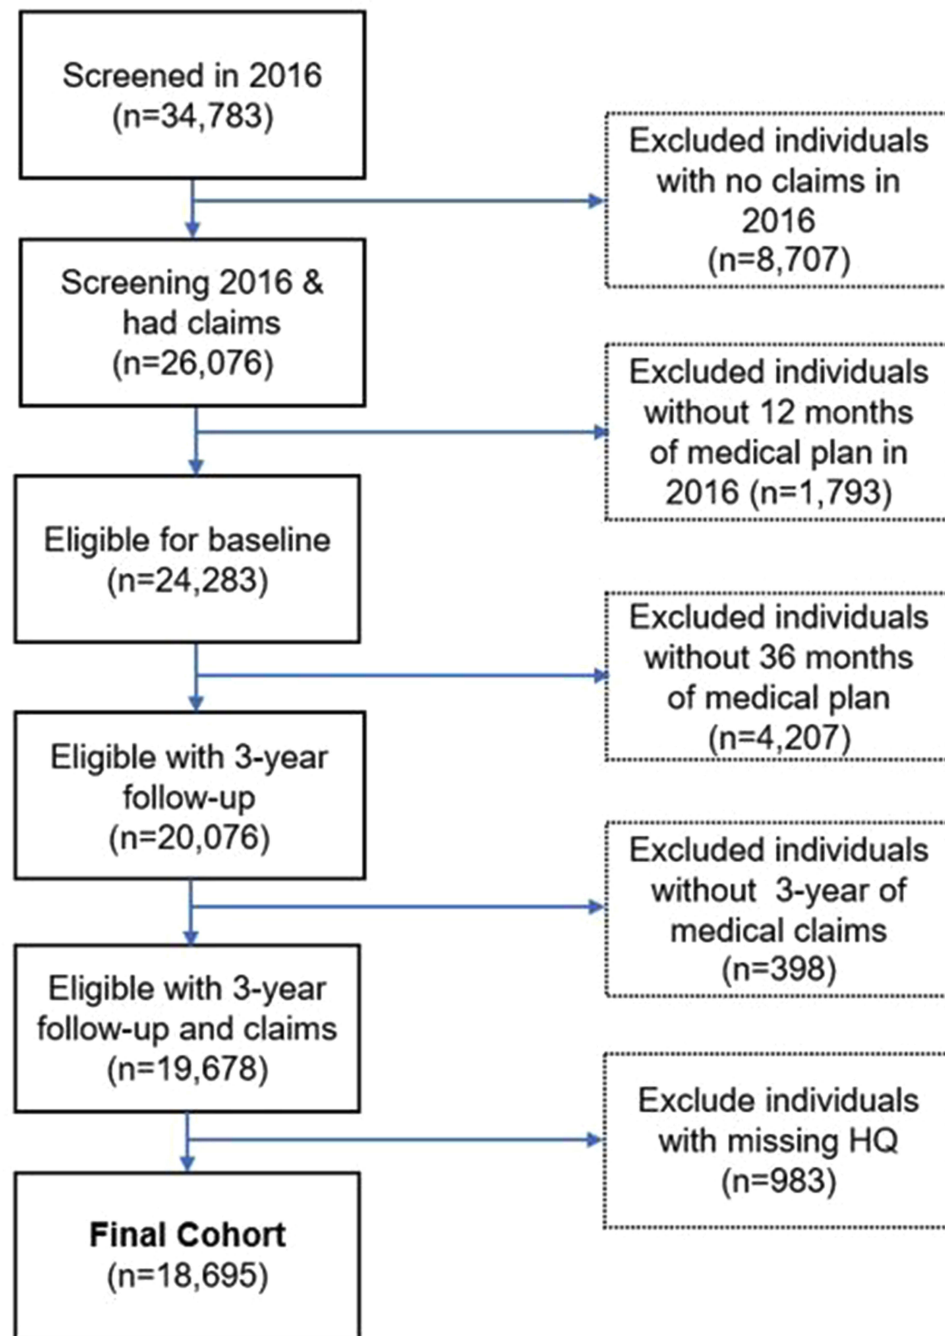 Screened in 2016
(n=34,783)
Excluded individuals
with no claims in
2016
(n=8,707)
Screening 2016 &
had claims
(n=26,076)
Excluded individuals
without 12 months
of medical plan in
2016 (n=1,793)
Eligible for baseline
(n=24,283)
Excluded individuals
without 36 months
of medical plan
(n=4,207)
Eligible with 3-year
follow-up
(n=20,076)
Excluded individuals
without 3-year of
medical claims
(n=398)
Eligible with 3-year
follow-up and claims
(n=19,678)
Exclude individuals
with missing HQ
(n=983)
Final Cohort
(n=18,695)